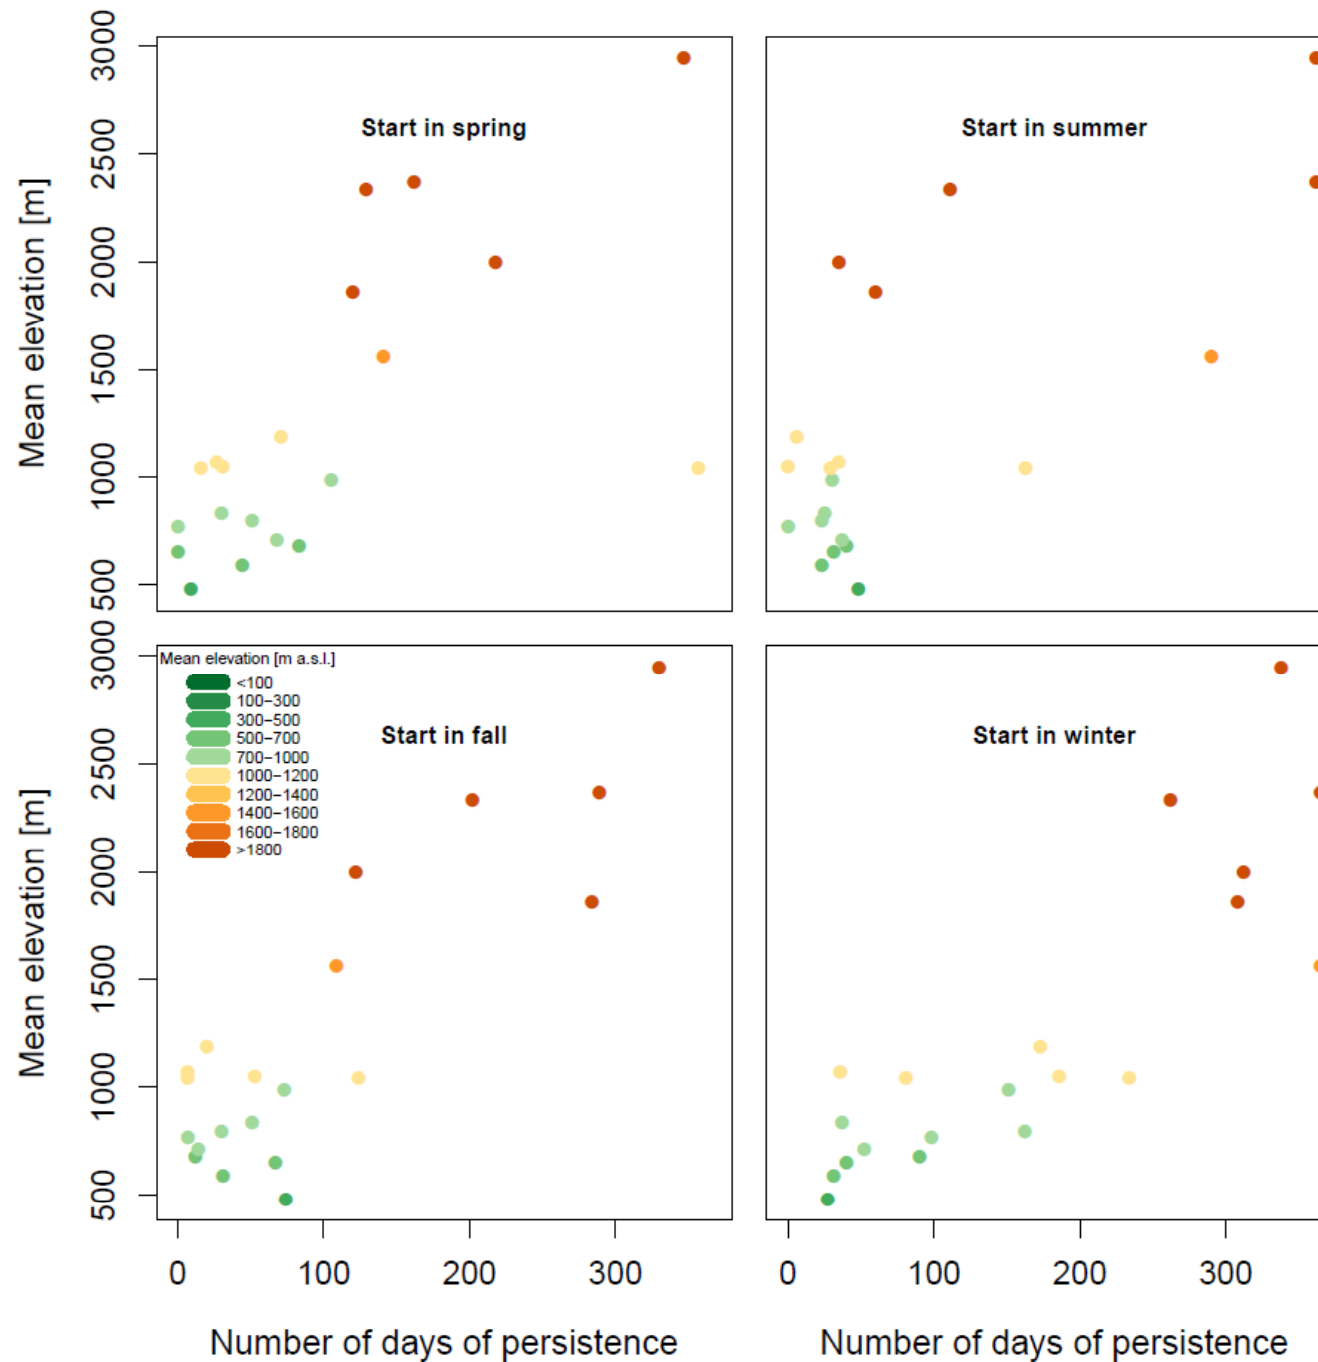 Mean elevation [m]
3000
2500
2000
1500
1000
500
Start in spring
Start in summer
Mean elevation [m]
3000
2500
2000
1500
1000
500
Mean elevation [m a.s.l.]
<100
100–300
300–500
500–700
700–1000
1000–1200
1200–1400
1400–1600
1600–1800
>1800
Start in fall
Start in winter
0 100 200 300
0 100 200 300
Number of days of persistence
Number of days of persistence